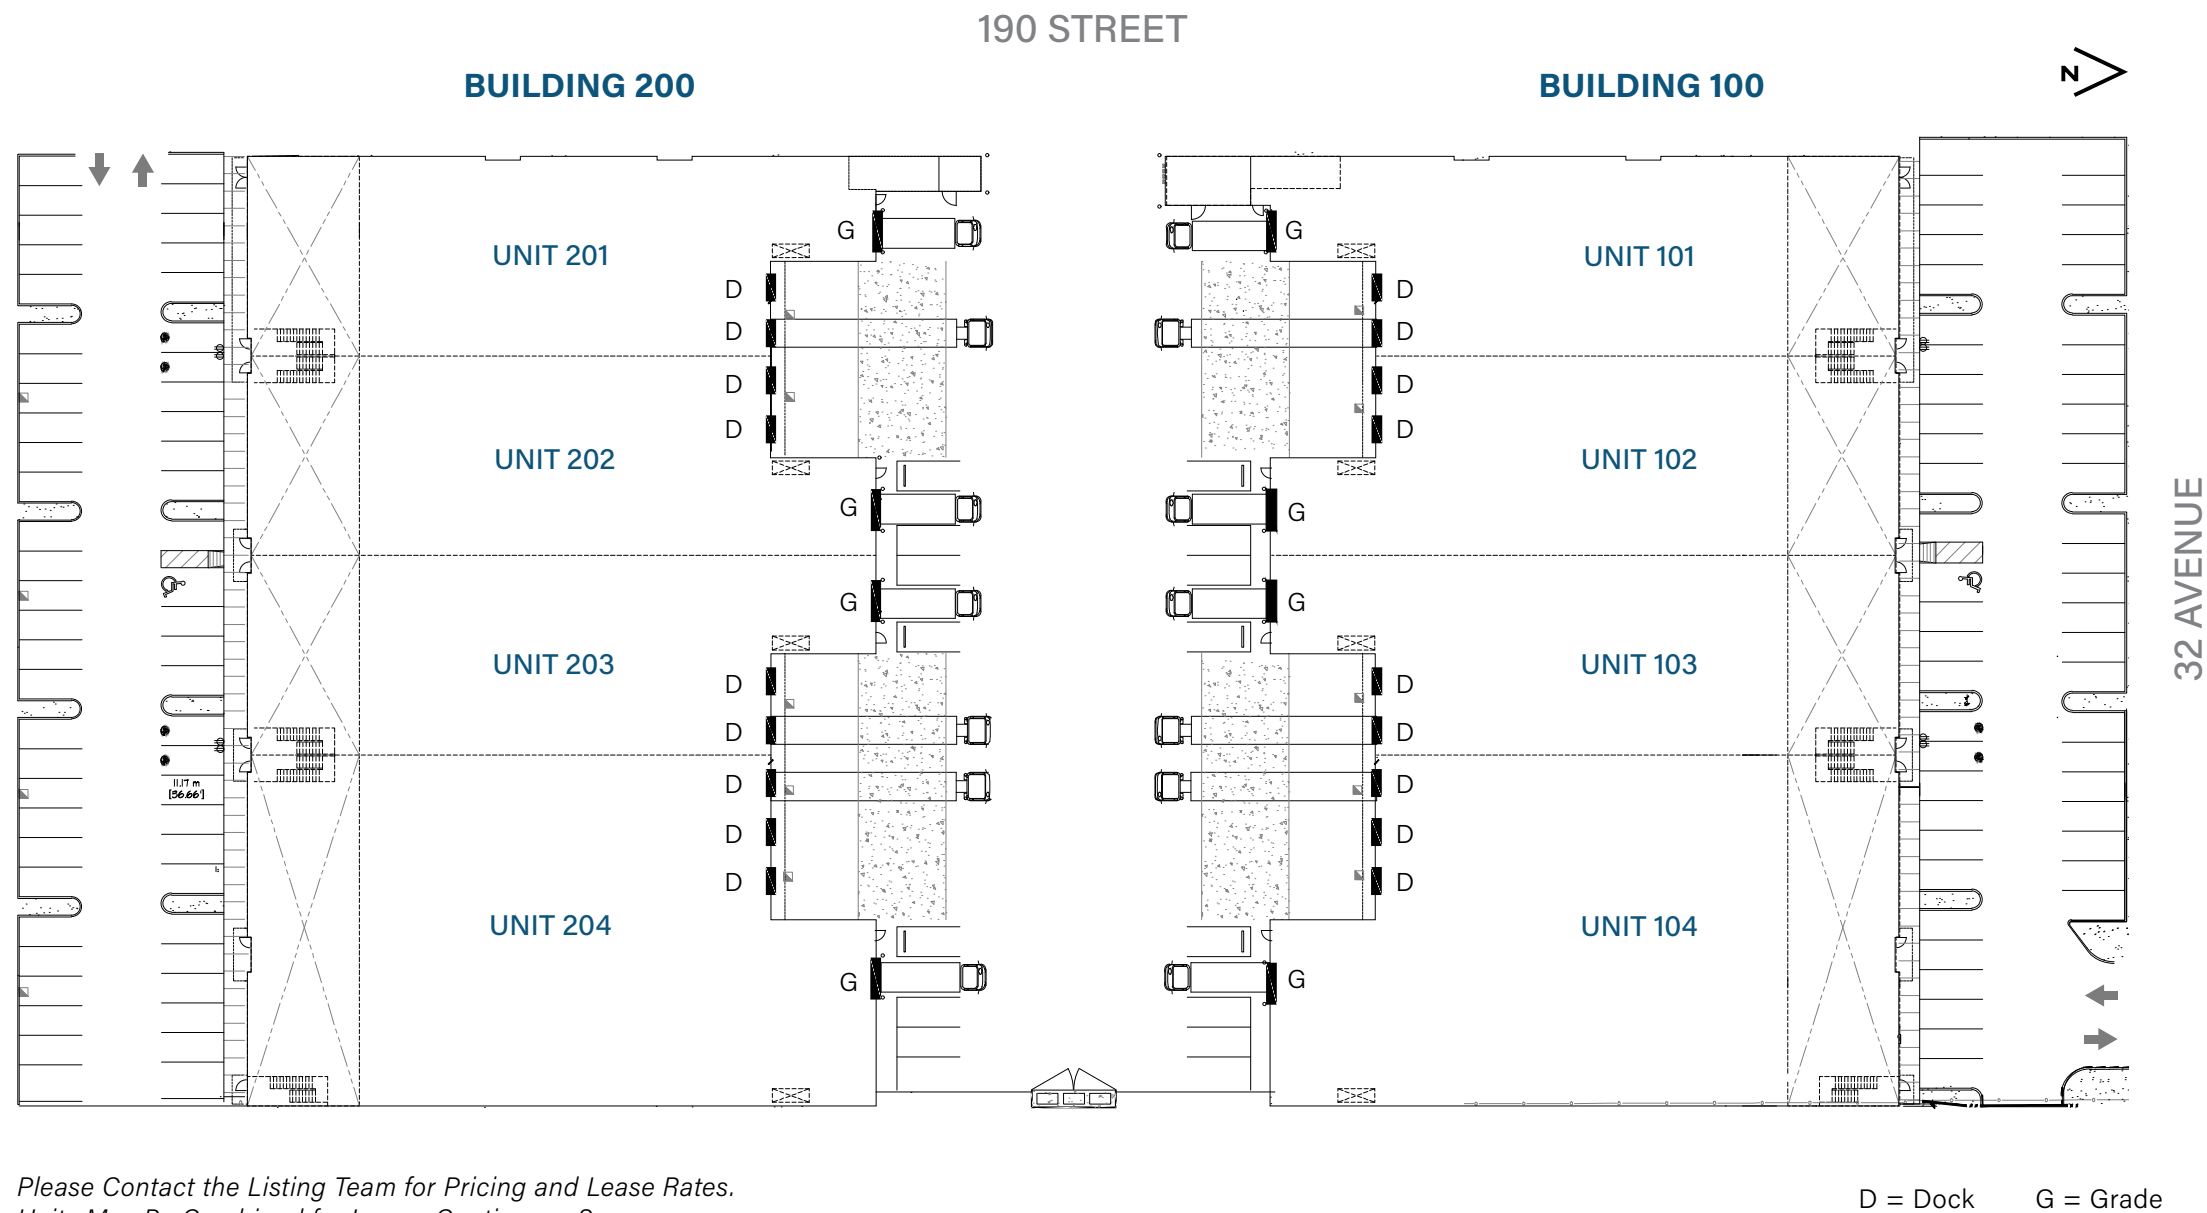 190 STREET
BUILDING 200
BUILDING 100
N
UNIT 201
G
G
UNIT 101
D
D
D
D
D
D
D
D
UNIT 202
UNIT 102
G
G
32 AVENUE
G
G
UNIT 203
UNIT 103
D
D
D
D
11.17 m
[36.66']
D
D
D
D
D
D
UNIT 204
UNIT 104
G
G
Please Contact the Listing Team for Pricing and Lease Rates.
D = Dock G = Grade